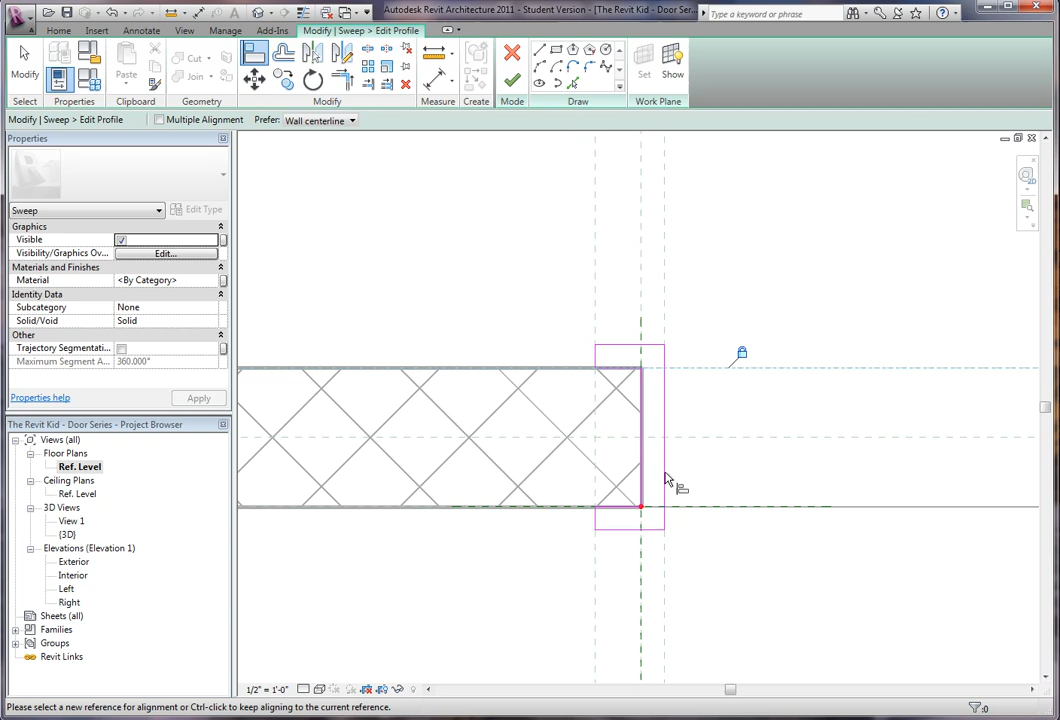 Autodesk Revit Architecture 2011 - Student Version - [The Revit Kid - Door Ser...
Type a keyword or phrase
Home Insert Annotate View Manage Add-Ins Modify | Sweep > Edit Profile
Modify Paste Cut Join Set Show
Select Properties Clipboard Geometry Modify Measure Create Mode Draw Work Plane
Modify | Sweep > Edit Profile Multiple Alignment Prefer: Wall centerline
Properties
Sweep Edit Type
Graphics
Visible
Visibility/Graphics Ov... Edit...
Materials and Finishes
Material <By Category>
Identity Data
Subcategory None
Solid/Void Solid
Other
Trajectory Segmentati...
Maximum Segment A... 360.000°
Properties help Apply
The Revit Kid - Door Series - Project Browser
Views (all)
Floor Plans
Ref. Level
Ceiling Plans
Ref. Level
3D Views
View 1
{3D}
Elevations (Elevation 1)
Exterior
Interior
Left
Right
Sheets (all)
Families
Groups
Revit Links
1/2" = 1'-0"
Please select a new reference for alignment or Ctrl-click to keep aligning to the current reference.
:0